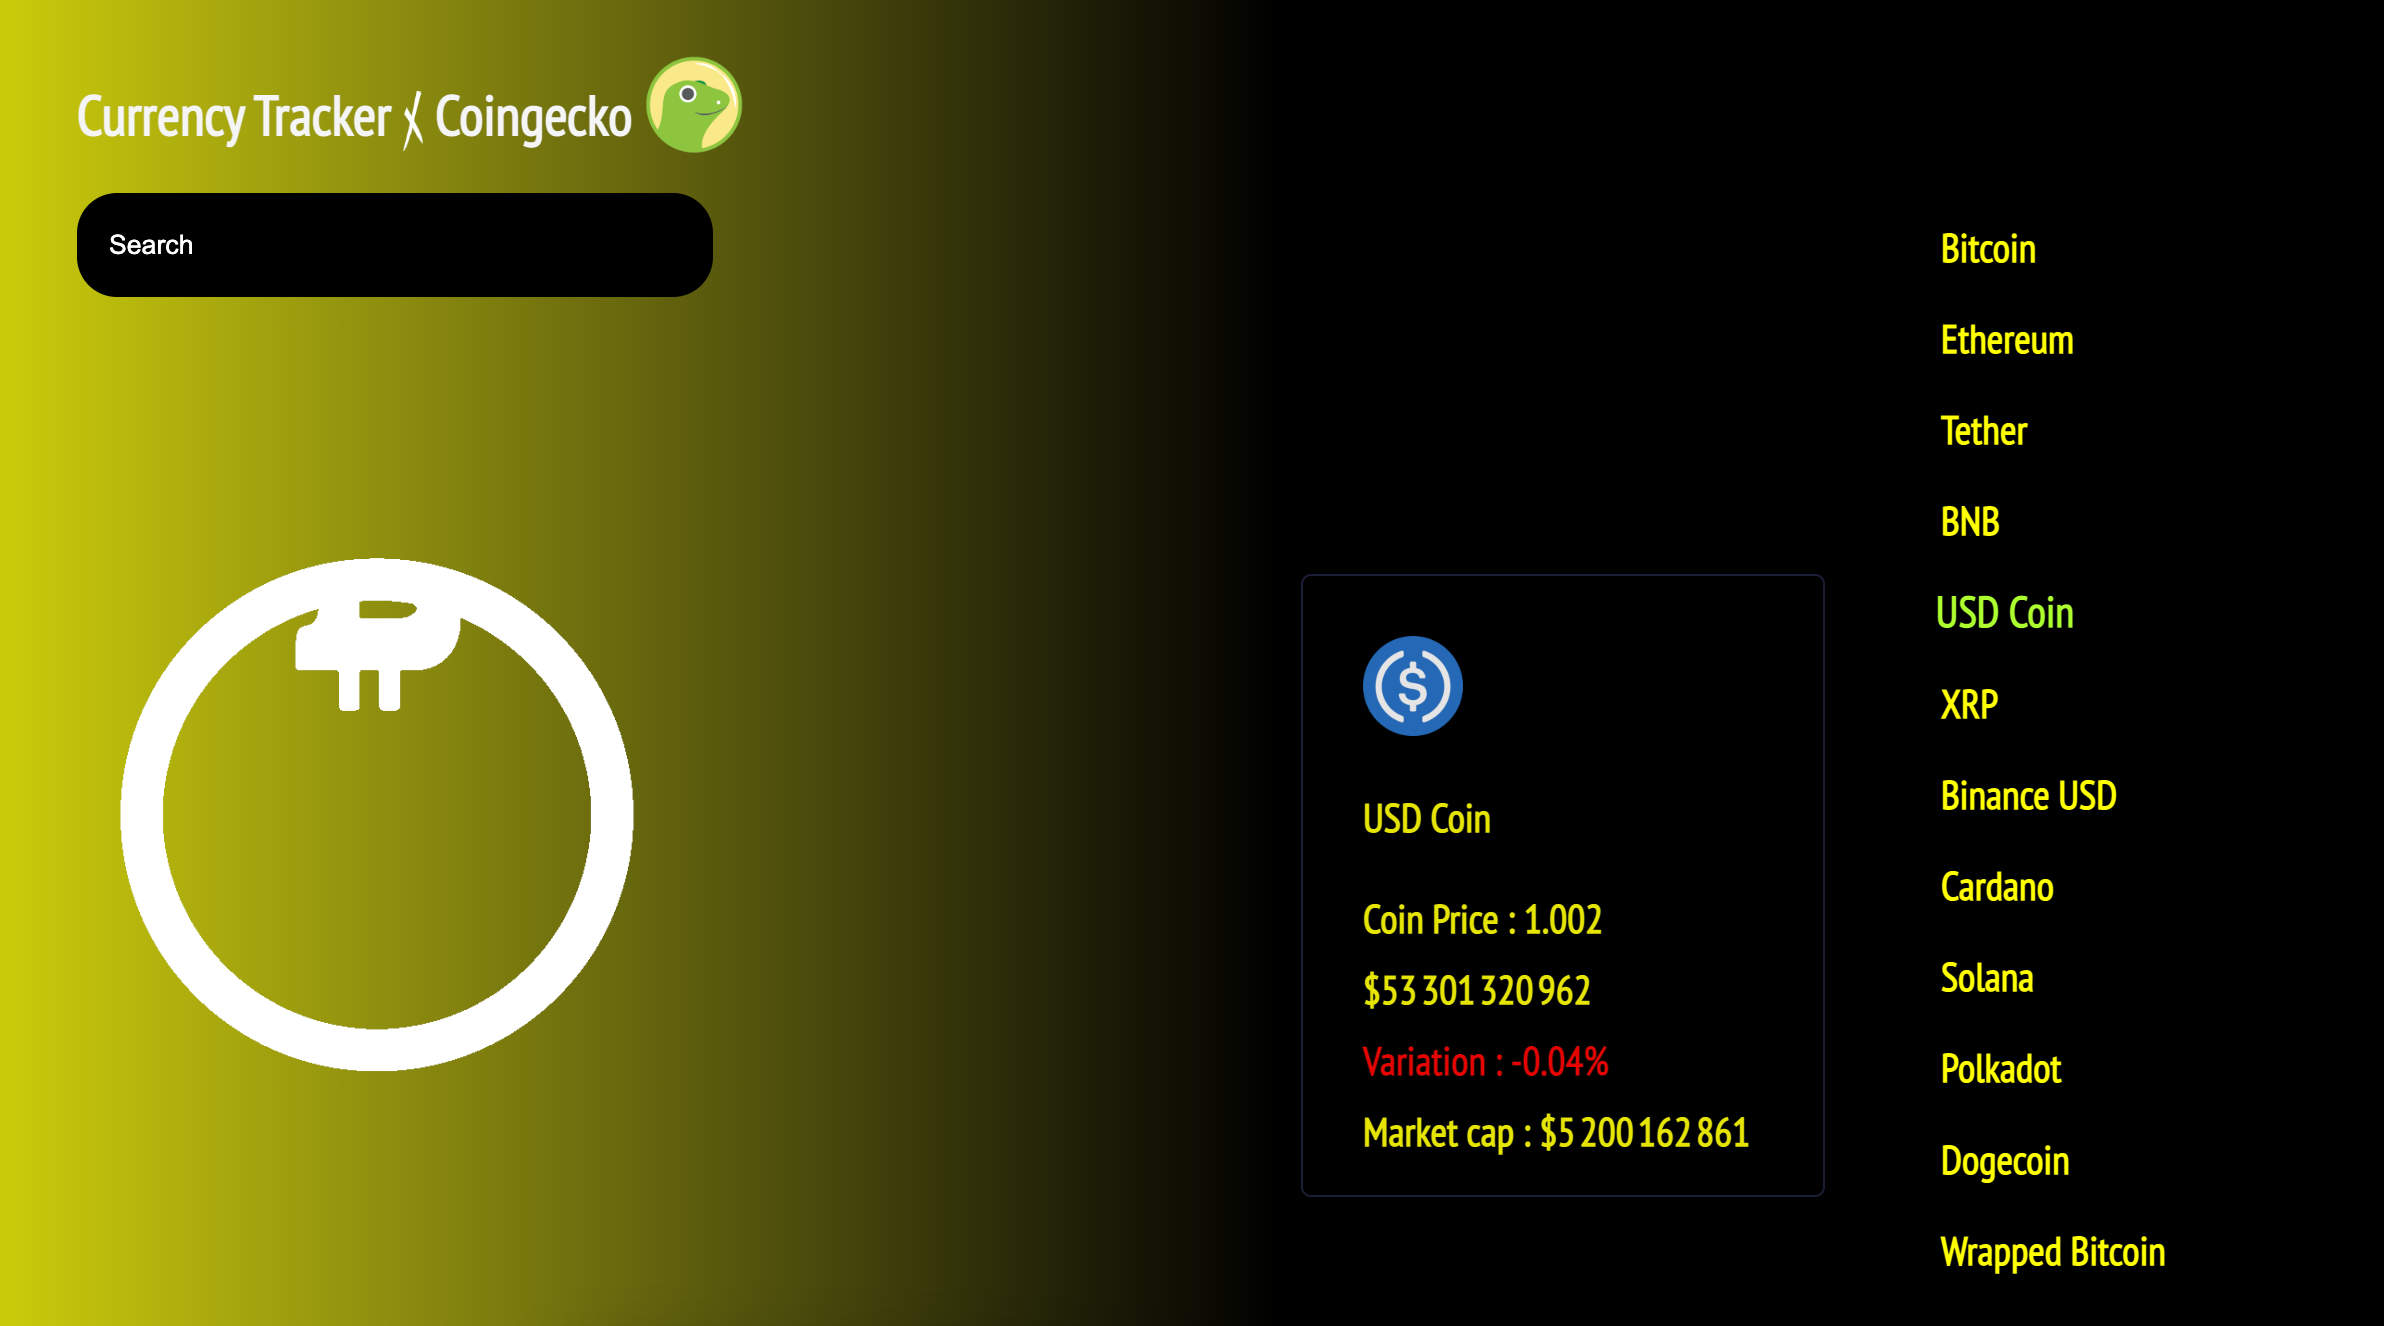 Currency Tracker X Coingecko
Search
USD Coin
Coin Price : 1.002
$53 301 320 962
Variation : -0.04%
Market cap : $5 200 162 861
Bitcoin
Ethereum
Tether
BNB
USD Coin
XRP
Binance USD
Cardano
Solana
Polkadot
Dogecoin
Wrapped Bitcoin